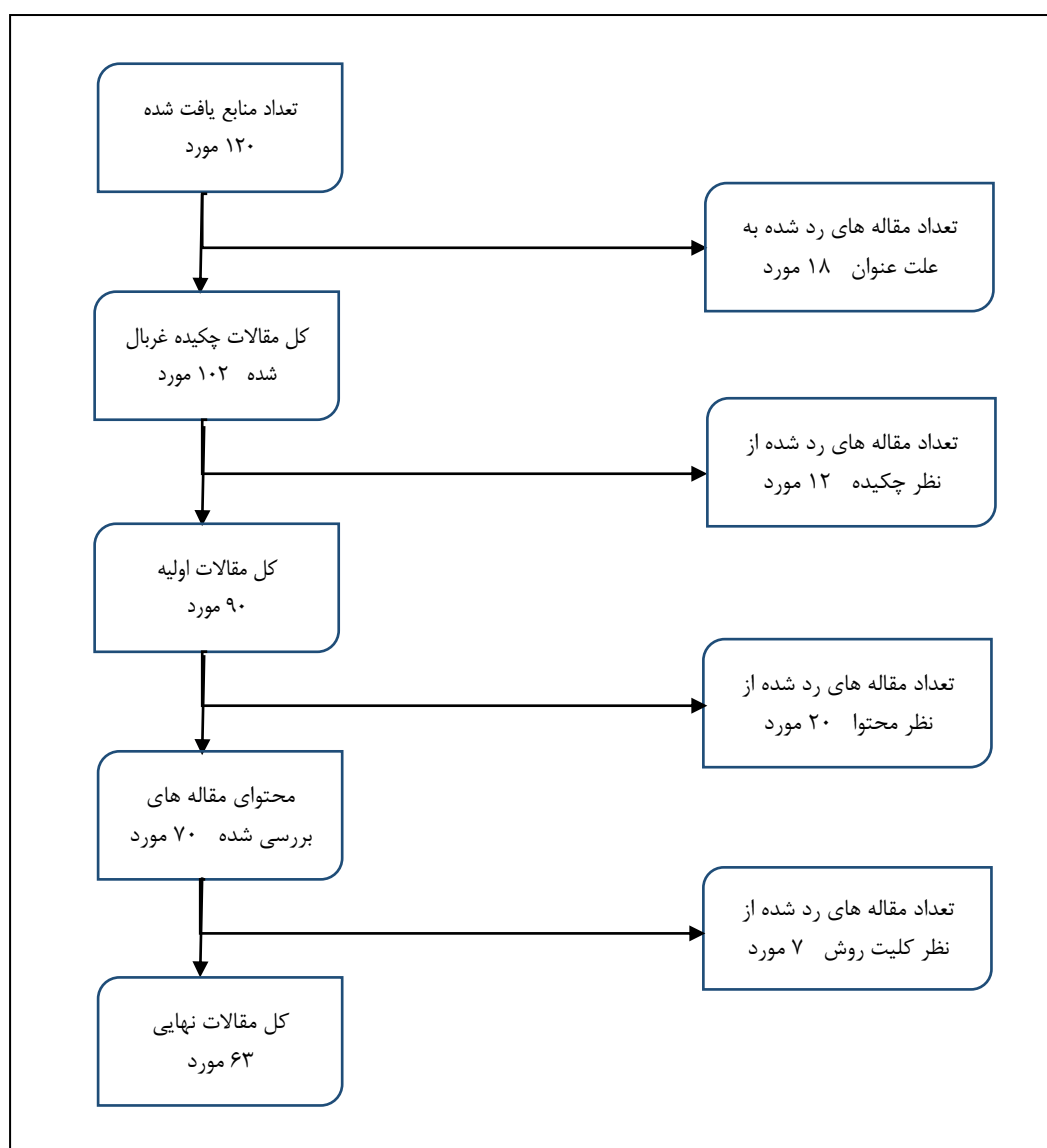 تعداد منابع یافت شده
۱۲۰ مورد
تعداد مقاله های رد شده به
علت عنوان ۱۸ مورد
کل مقالات چکیده غربال
شده ۱۰۲ مورد
تعداد مقاله های رد شده از
نظر چکیده ۱۲ مورد
کل مقالات اولیه
۹۰ مورد
تعداد مقاله های رد شده از
نظر محتوا ۲۰ مورد
محتوای مقاله های
بررسی شده ۷۰ مورد
تعداد مقاله های رد شده از
نظر کلیت روش ۷ مورد
کل مقالات نهایی
۶۳ مورد